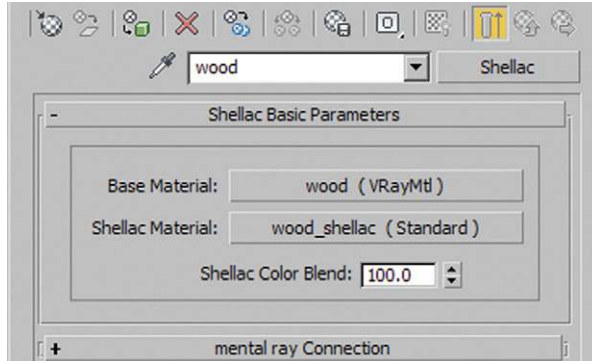 wood Shellac
- Shellac Basic Parameters
Base Material: wood ( VRayMtl )
Shellac Material: wood_shellac ( Standard )
Shellac Color Blend: 100.0
+ mental ray Connection